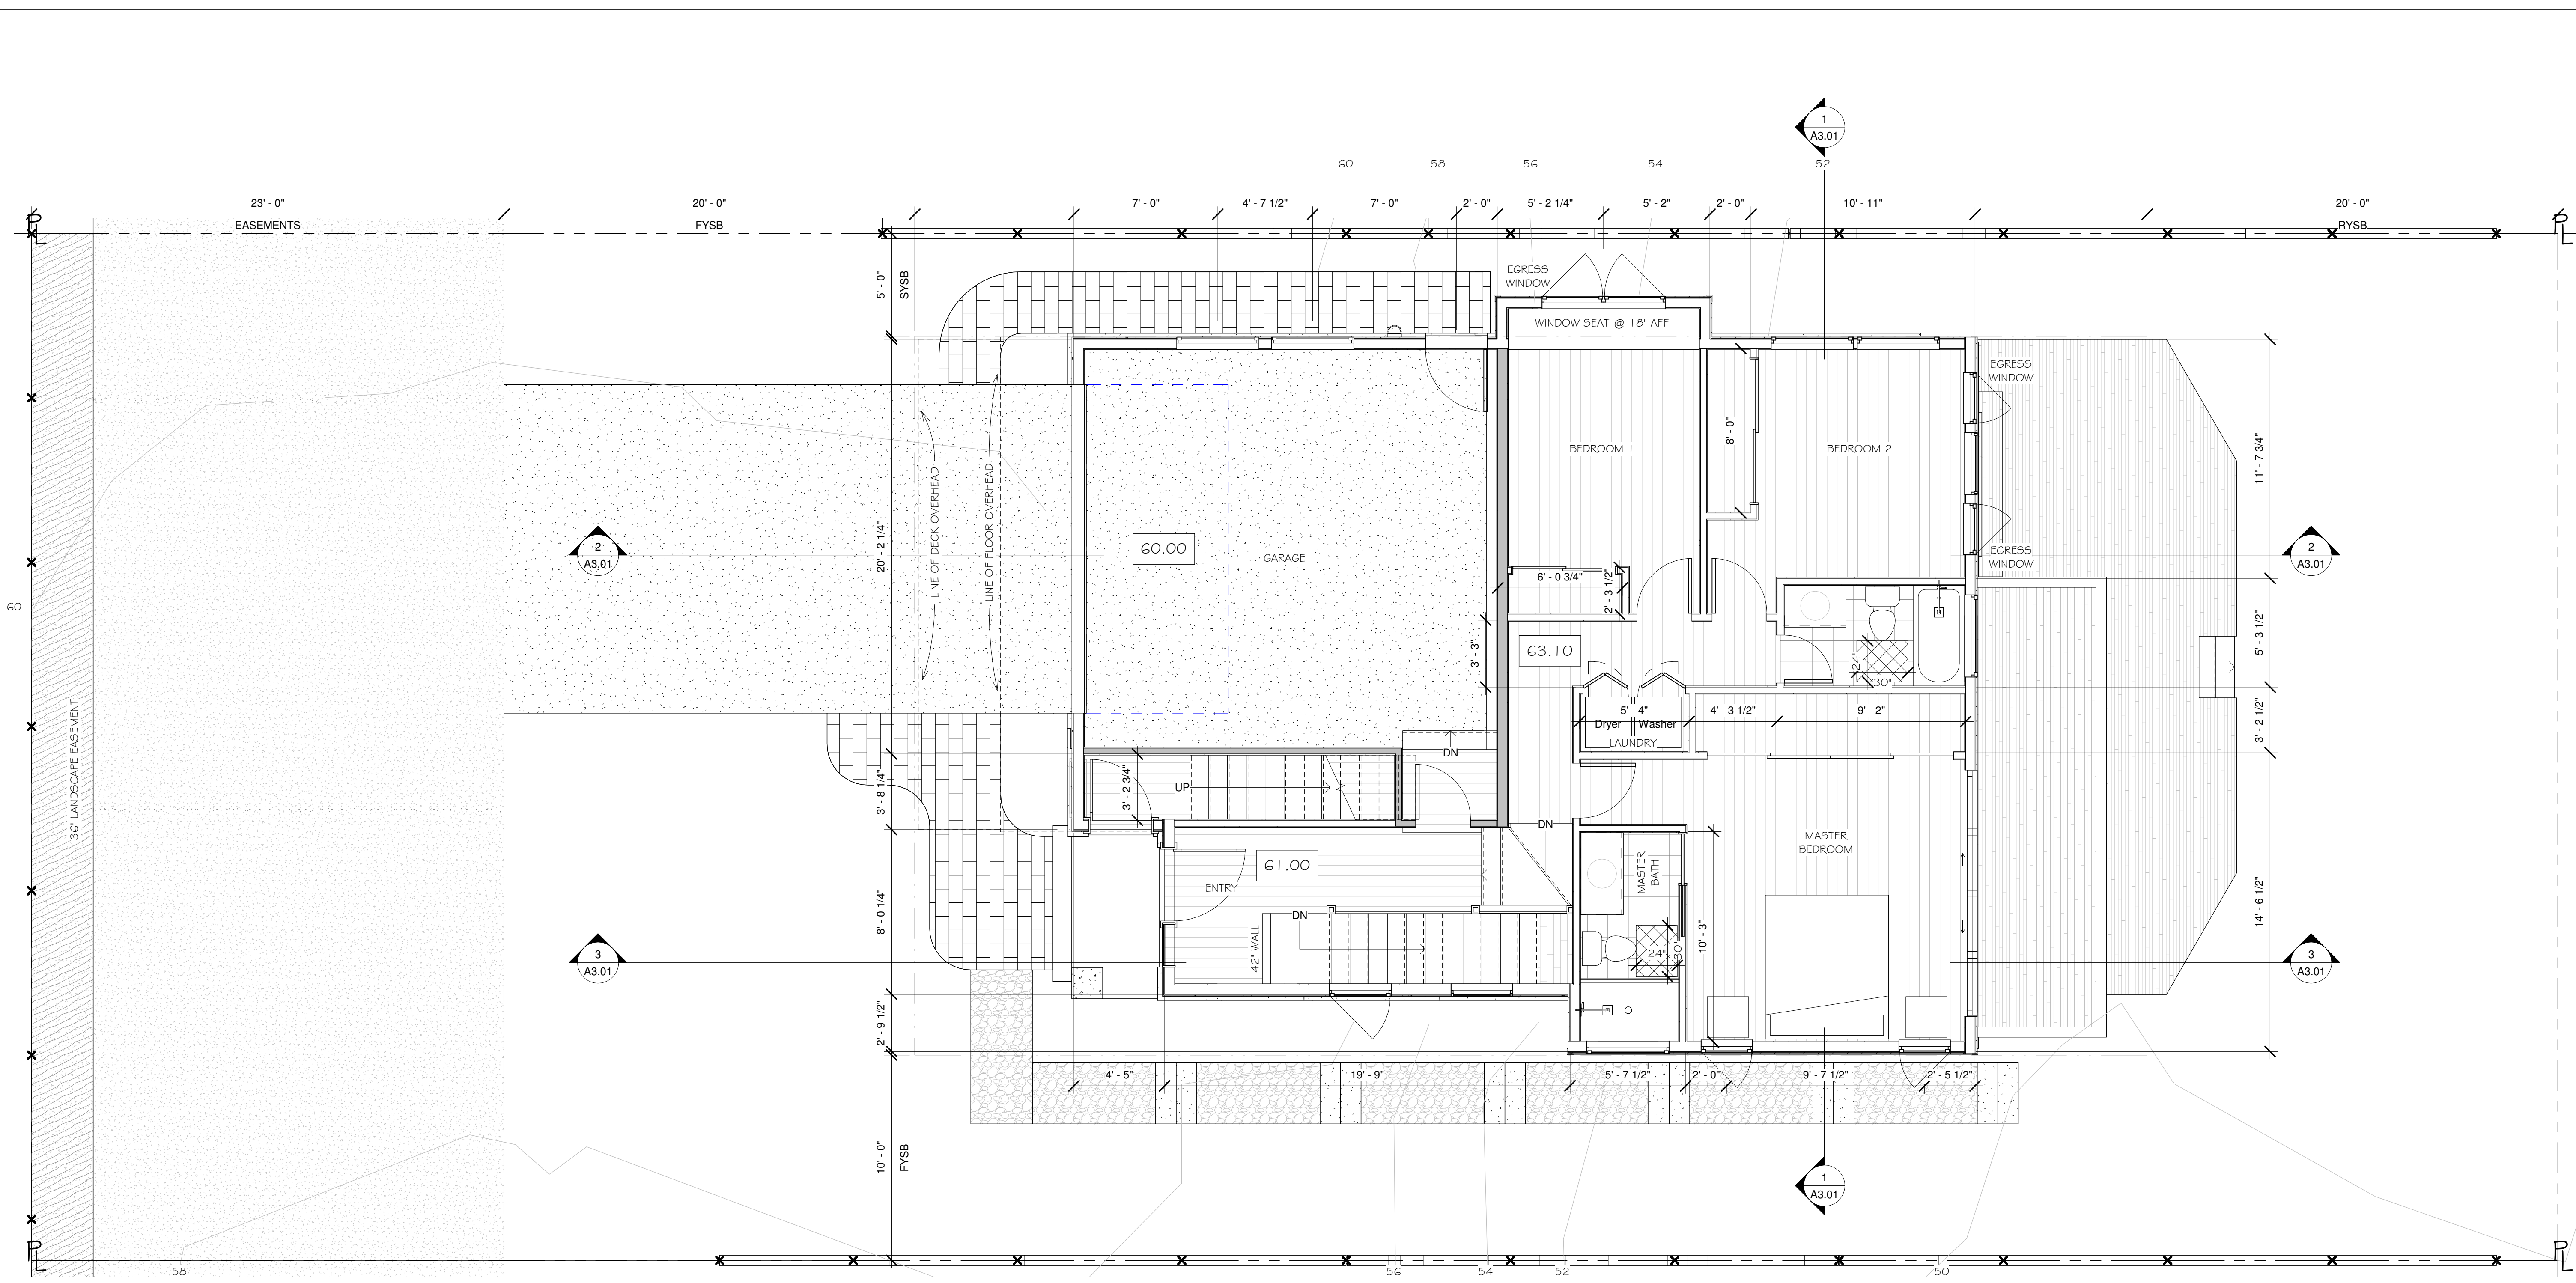 1
A3.01
60
58
56
54
52
23' - 0"
20' - 0"
7' - 0"
4' - 7 1/2"
7' - 0"
2' - 0"
5' - 2 1/4"
5' - 2"
2' - 0"
10' - 11"
20' - 0"
PL
EASEMENTS
FYSB
RYSB
PL
5' - 0"
SYSB
EGRESS
WINDOW
WINDOW SEAT @ 18" AFF
EGRESS
WINDOW
8' - 0"
BEDROOM 1
BEDROOM 2
11' - 7 3/4"
LINE OF DECK OVERHEAD
LINE OF FLOOR OVERHEAD
20' - 2 1/4"
2
A3.01
60.00
GARAGE
EGRESS
WINDOW
2
A3.01
6' - 0 3/4"
2' - 3 1/2"
60
3' - 3"
63.10
24"
30"
5' - 3 1/2"
36" LANDSCAPE EASEMENT
5' - 4"
4' - 3 1/2"
9' - 2"
Dryer
Washer
LAUNDRY
3' - 2 1/2"
DN
3' - 8 1/4"
3' - 2 3/4"
UP
DN
MASTER
BEDROOM
61.00
ENTRY
MASTER
BATH
8' - 0 1/4"
DN
42" WALL
24"
30"
10' - 3"
14' - 6 1/2"
3
A3.01
3
A3.01
2' - 9 1/2"
4' - 5"
19' - 9"
5' - 7 1/2"
2' - 0"
9' - 7 1/2"
2' - 5 1/2"
10' - 0"
FYSB
1
A3.01
PL
PL
58
56
54
52
50